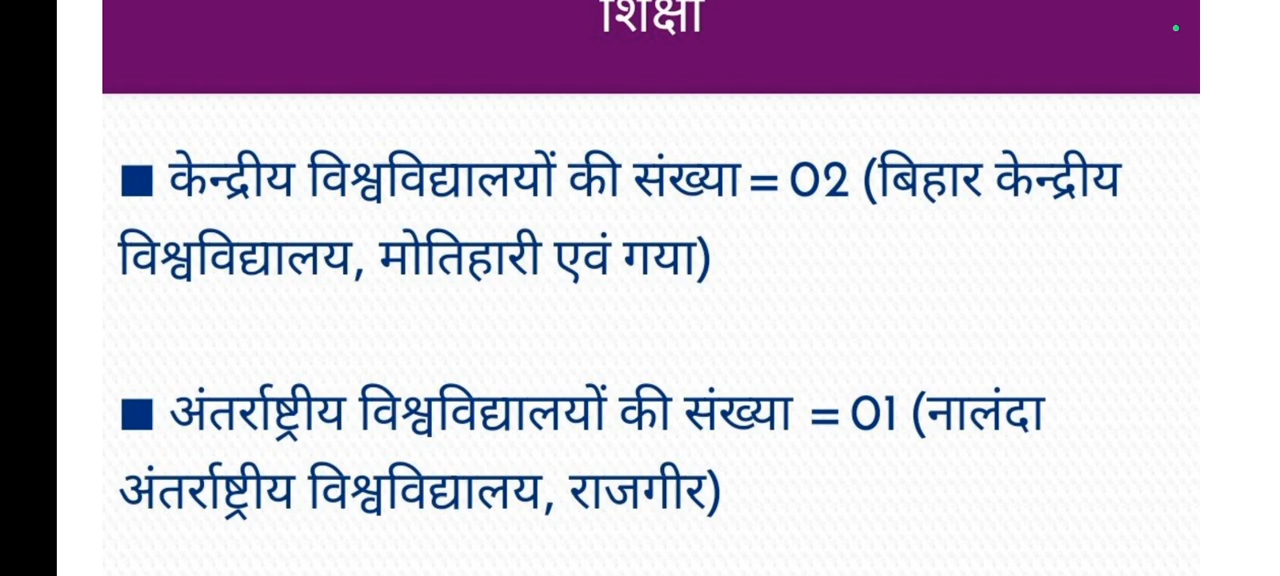 शिक्षा
■ केन्द्रीय विश्वविद्यालयों की संख्या = 02 (बिहार केन्द्रीय
विश्वविद्यालय, मोतिहारी एवं गया)
■ अंतर्राष्ट्रीय विश्वविद्यालयों की संख्या = 01 (नालंदा
अंतर्राष्ट्रीय विश्वविद्यालय, राजगीर)